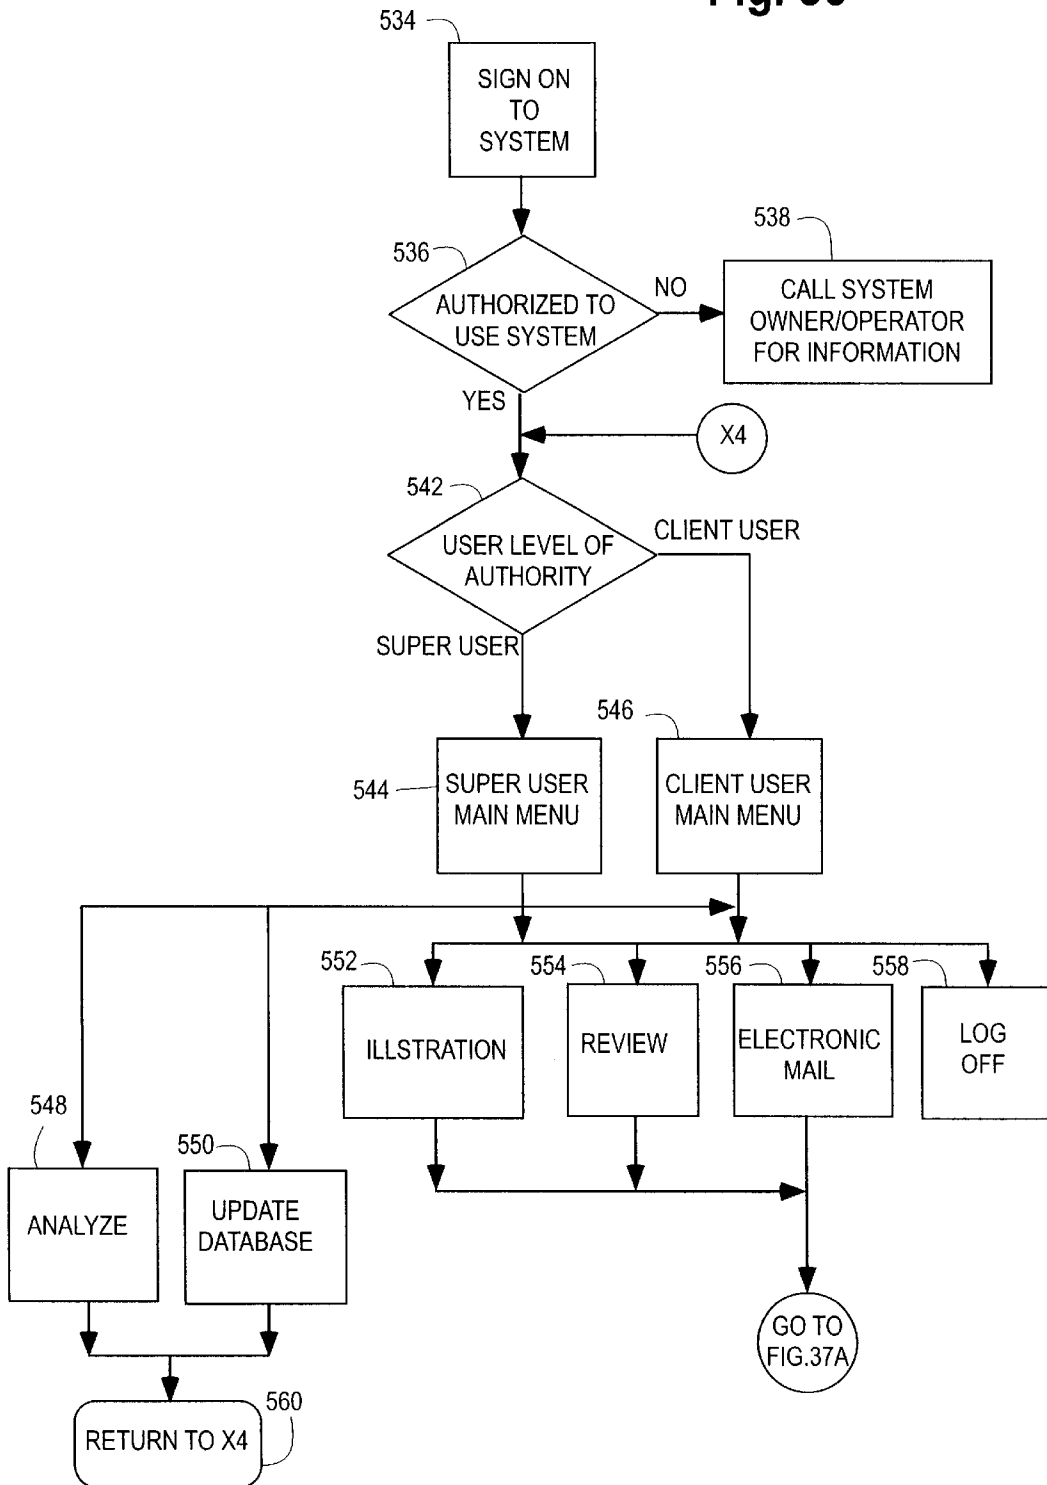 534
SIGN ON
TO
SYSTEM
536
AUTHORIZED TO
USE SYSTEM
NO
538
CALL SYSTEM
OWNER/OPERATOR
FOR INFORMATION
YES
X4
542
USER LEVEL OF
AUTHORITY
CLIENT USER
SUPER USER
544
SUPER USER
MAIN MENU
546
CLIENT USER
MAIN MENU
552
ILLSTRATION
554
REVIEW
556
ELECTRONIC
MAIL
558
LOG
OFF
548
ANALYZE
550
UPDATE
DATABASE
GO TO
FIG.37A
560
RETURN TO X4